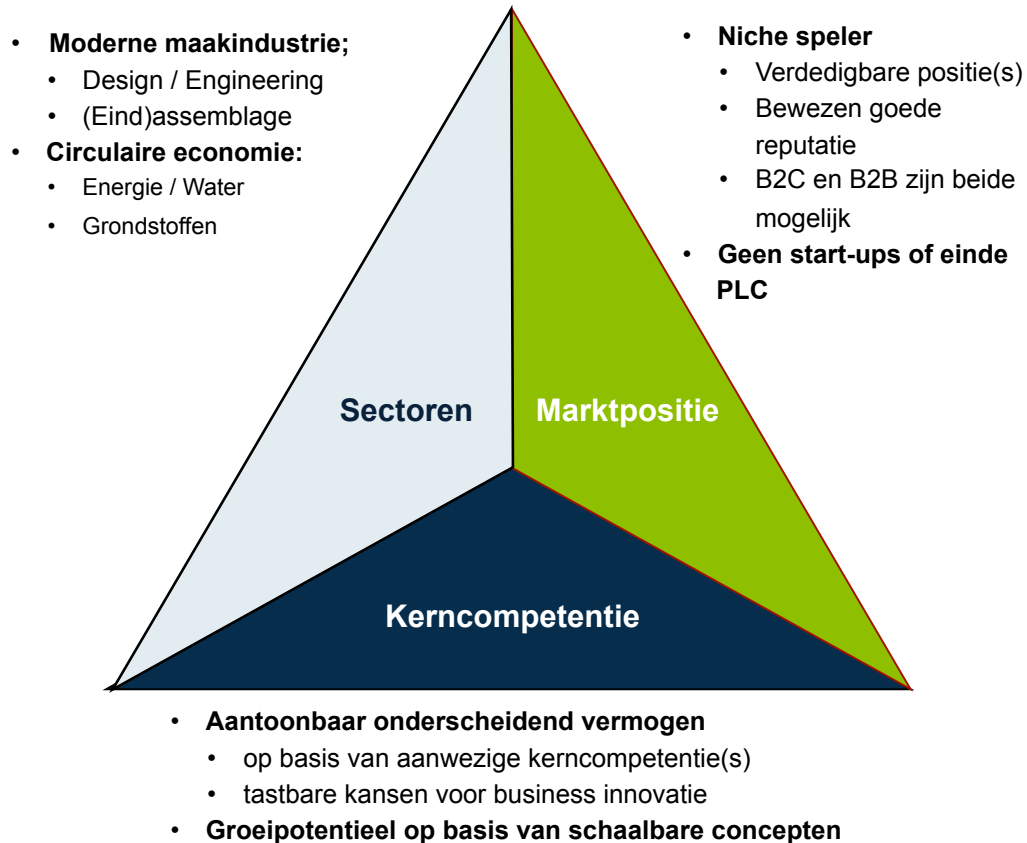 • Moderne maakindustrie;
• Design / Engineering
• (Eind)assemblage
• Circulaire economie:
• Energie / Water
• Grondstoffen
• Niche speler
• Verdedigbare positie(s)
• Bewezen goede
reputatie
• B2C en B2B zijn beide
mogelijk
• Geen start-ups of einde
PLC
Sectoren
Marktpositie
Kerncompetentie
• Aantoonbaar onderscheidend vermogen
• op basis van aanwezige kerncompetentie(s)
• tastbare kansen voor business innovatie
• Groeipotentieel op basis van schaalbare concepten